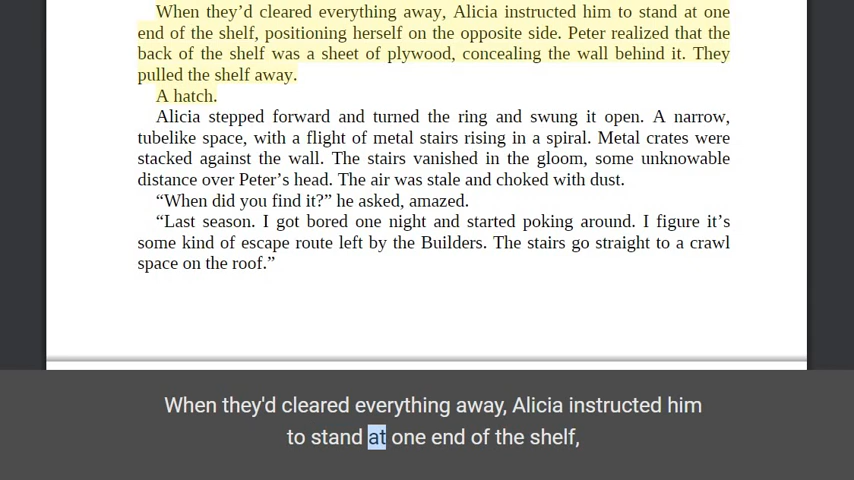 When they’d cleared everything away, Alicia instructed him to stand at one
end of the shelf, positioning herself on the opposite side. Peter realized that the
back of the shelf was a sheet of plywood, concealing the wall behind it. They
pulled the shelf away.
A hatch.
Alicia stepped forward and turned the ring and swung it open. A narrow,
tubelike space, with a flight of metal stairs rising in a spiral. Metal crates were
stacked against the wall. The stairs vanished in the gloom, some unknowable
distance over Peter’s head. The air was stale and choked with dust.
“When did you find it?” he asked, amazed.
“Last season. I got bored one night and started poking around. I figure it’s
some kind of escape route left by the Builders. The stairs go straight to a crawl
space on the roof.”
When they'd cleared everything away, Alicia instructed him
to stand at one end of the shelf,